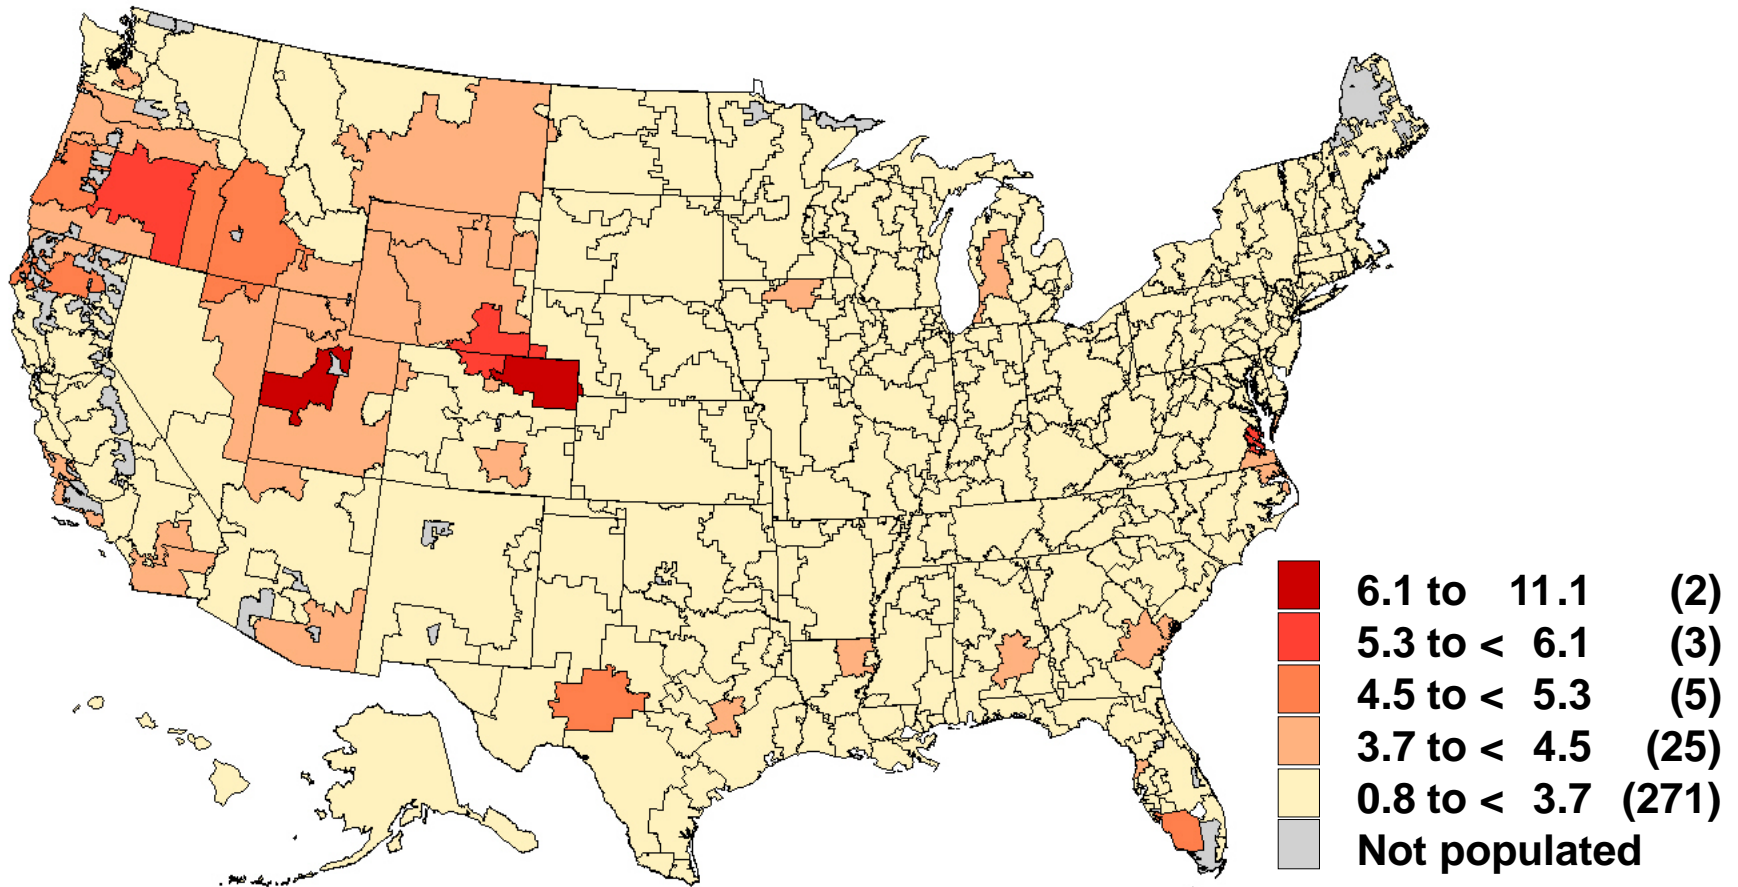 6.1 to 11.1 (2)
5.3 to < 6.1 (3)
4.5 to < 5.3 (5)
3.7 to < 4.5 (25)
0.8 to < 3.7 (271)
Not populated